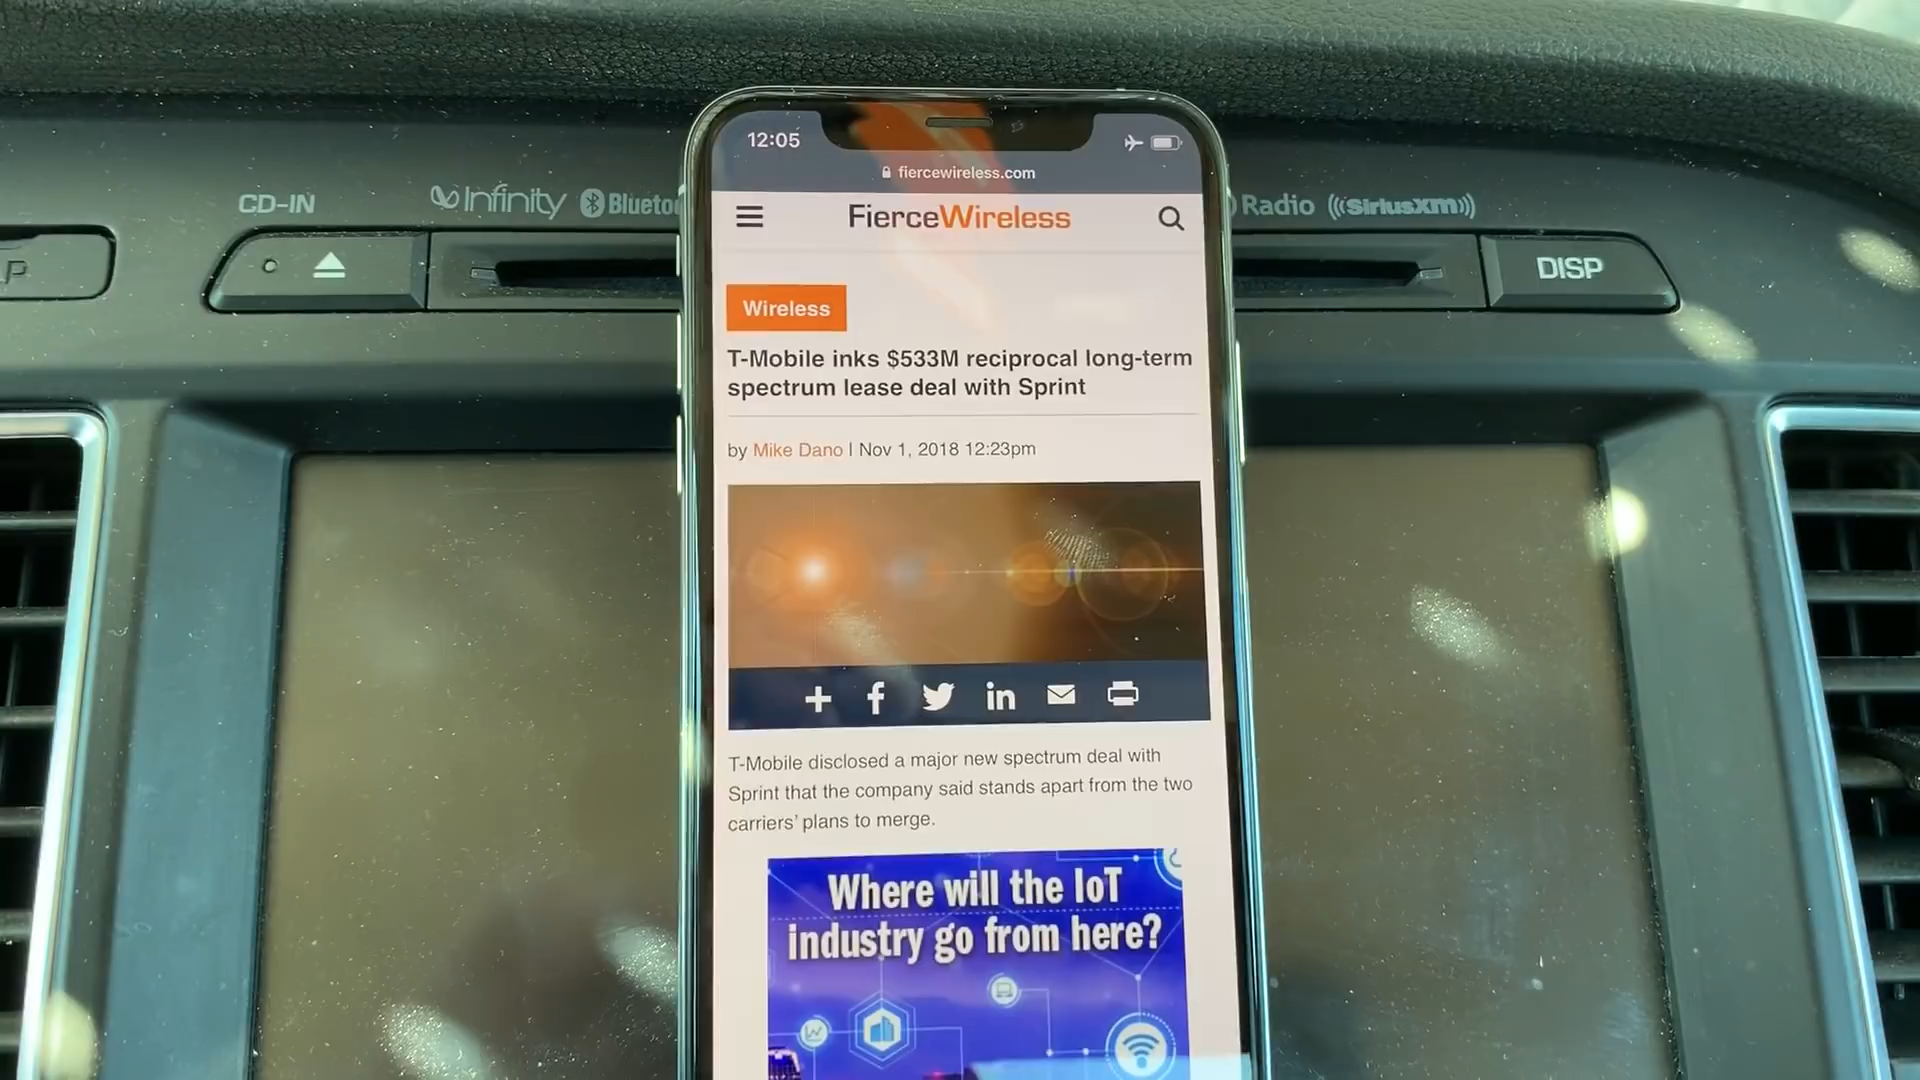 12:05
fiercewireless.com
CD-IN
Infinity
Bluetoo
Radio
((SiriusXM))
FierceWireless
P
DISP
Wireless
T-Mobile inks $533M reciprocal long-term
spectrum lease deal with Sprint
by Mike Dano | Nov 1, 2018 12:23pm
f
in
T-Mobile disclosed a major new spectrum deal with
Sprint that the company said stands apart from the two
carriers' plans to merge.
Where will the IoT
industry go from here?